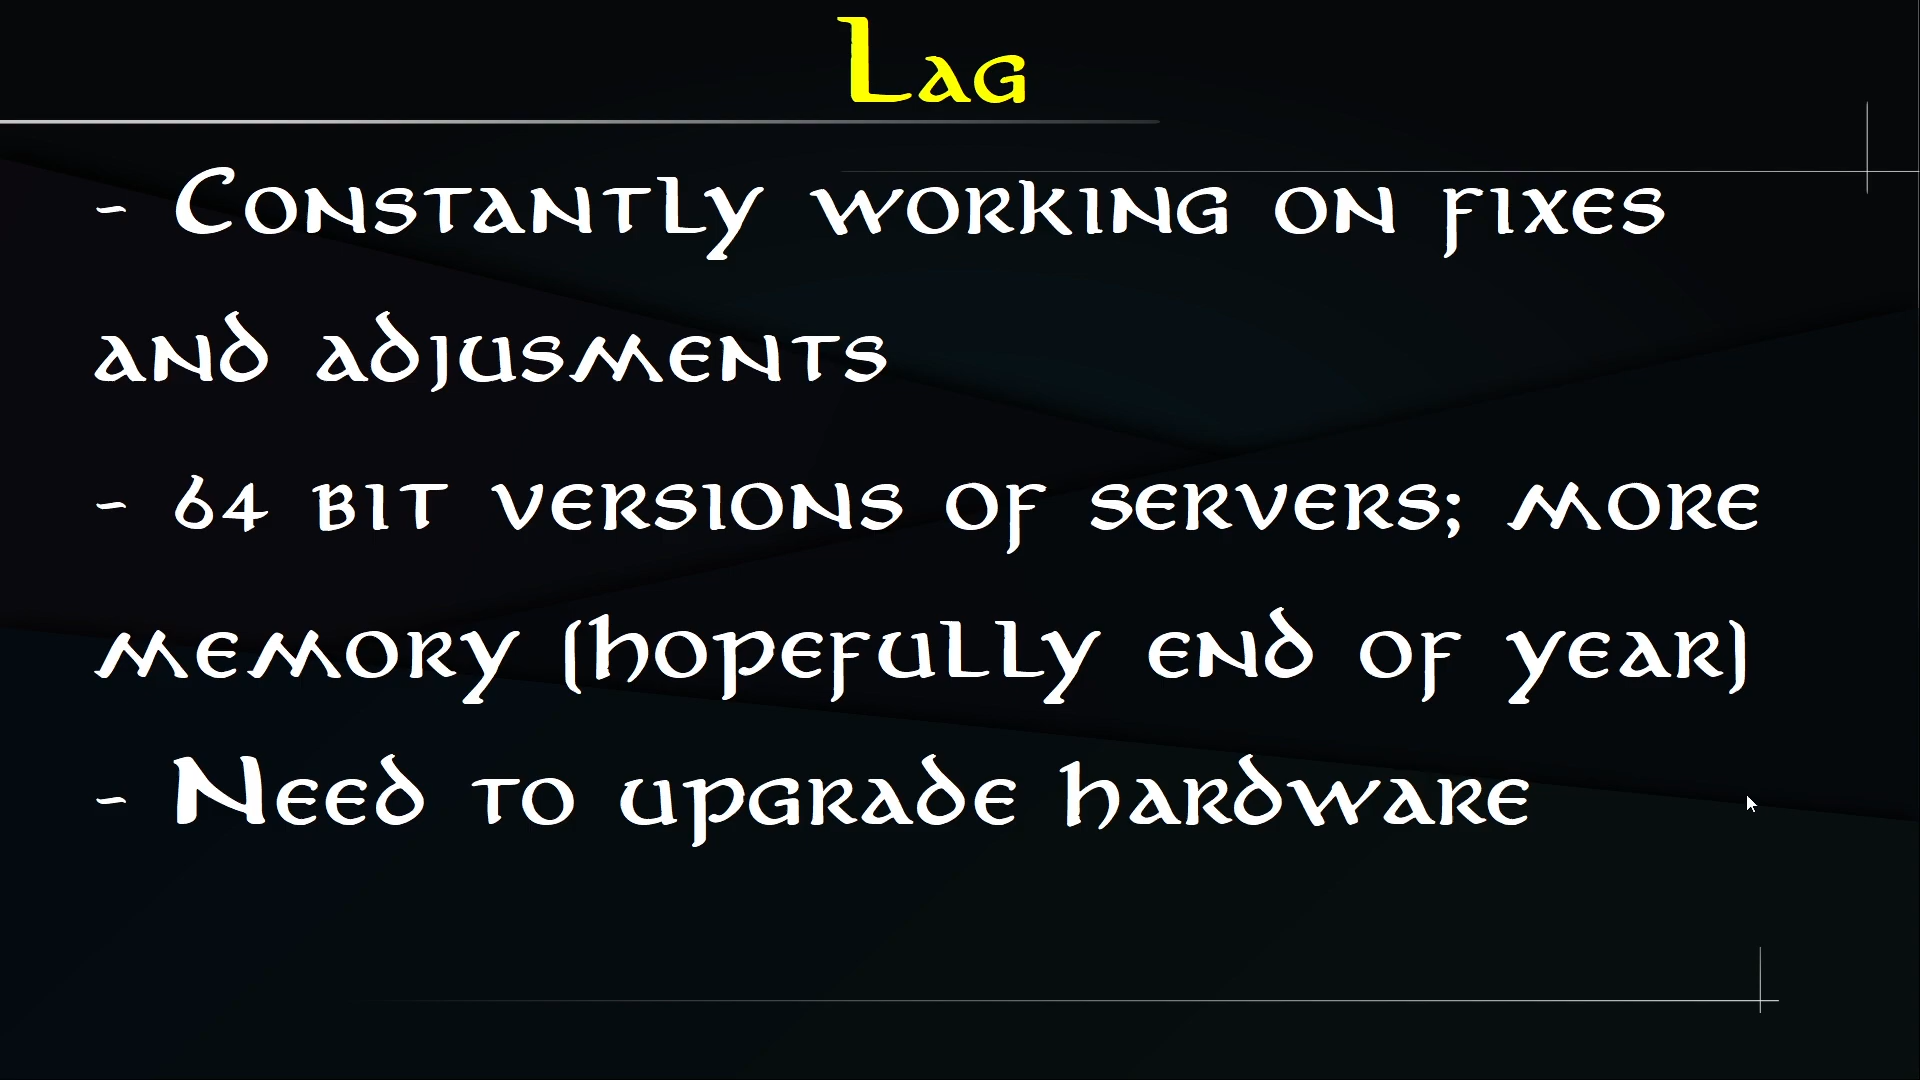 Lag
- Constantly working on fixes
and adjusments
- 64 bit versions of servers; more
memory (hopefully end of year)
- Need to upgrade hardware